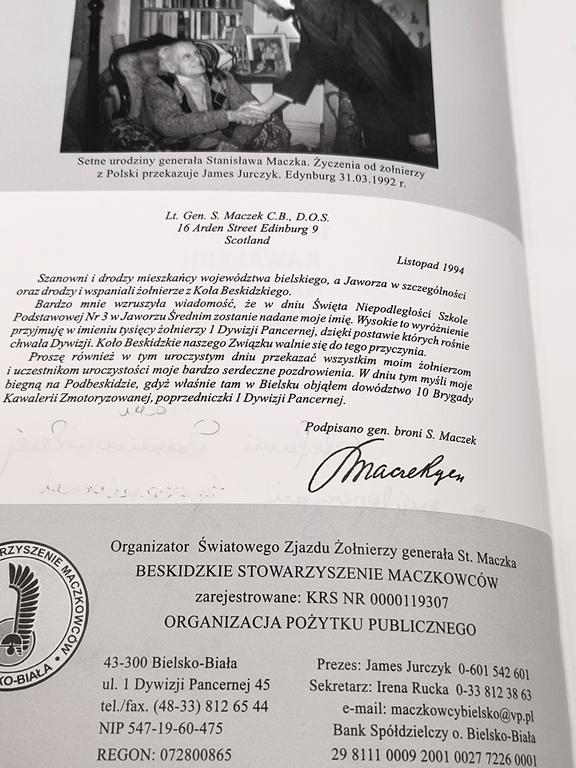 Setne urodziny generała Stanisława Maczka. Życzenia od żołnierzy
z Polski przekazuje James Jurczyk. Edynburg 31.03.1992 r.
Lt. Gen. S. Maczek C.B., D.O.S.
16 Arden Street Edinburg 9
Scotland
Listopad 1994
Szanowni i drodzy mieszkańcy województwa bielskiego, a Jaworza w szczególności
oraz drodzy i wspaniali żołnierze z Koła Beskidzkiego.
Bardzo mnie wzruszyła wiadomość, że w dniu Święta Niepodległości Szkole
Podstawowej Nr 3 w Jaworzu Średnim zostanie nadane moje imię. Wysokie to wyróżnienie
przyjmuję w imieniu tysięcy żołnierzy 1 Dywizji Pancernej, dzięki postawie których rośnie
chwała Dywizji. Koło Beskidzkie naszego Związku walnie się do tego przyczynia.
Proszę również w tym uroczystym dniu przekazać wszystkim moim żołnierzom
i uczestnikom uroczystości moje bardzo serdeczne pozdrowienia. W dniu tym myśli moje
biegną na Podbeskidzie, gdyż właśnie tam w Bielsku objąłem dowództwo 10 Brygady
Kawalerii Zmotoryzowanej, poprzedniczki 1 Dywizji Pancernej.
Podpisano gen. broni S. Maczek
Organizator Światowego Zjazdu Żołnierzy generała St. Maczka
BESKIDZKIE STOWARZYSZENIE MACZKOWCÓW
zarejestrowane: KRS NR 0000119307
ORGANIZACJA POŻYTKU PUBLICZNEGO
ARZYSZENIE MACZKOWCÓW
KO-BIAŁA
43-300 Bielsko-Biała
ul. 1 Dywizji Pancernej 45
tel./fax. (48-33) 812 65 44
NIP 547-19-60-475
REGON: 072800865
Prezes: James Jurczyk 0-601 542 601
Sekretarz: Irena Rucka 0-33 812 38 63
e-mail: maczkowcybielsko@vp.pl
Bank Spółdzielczy o. Bielsko-Biała
29 8111 0009 2001 0027 7226 0001